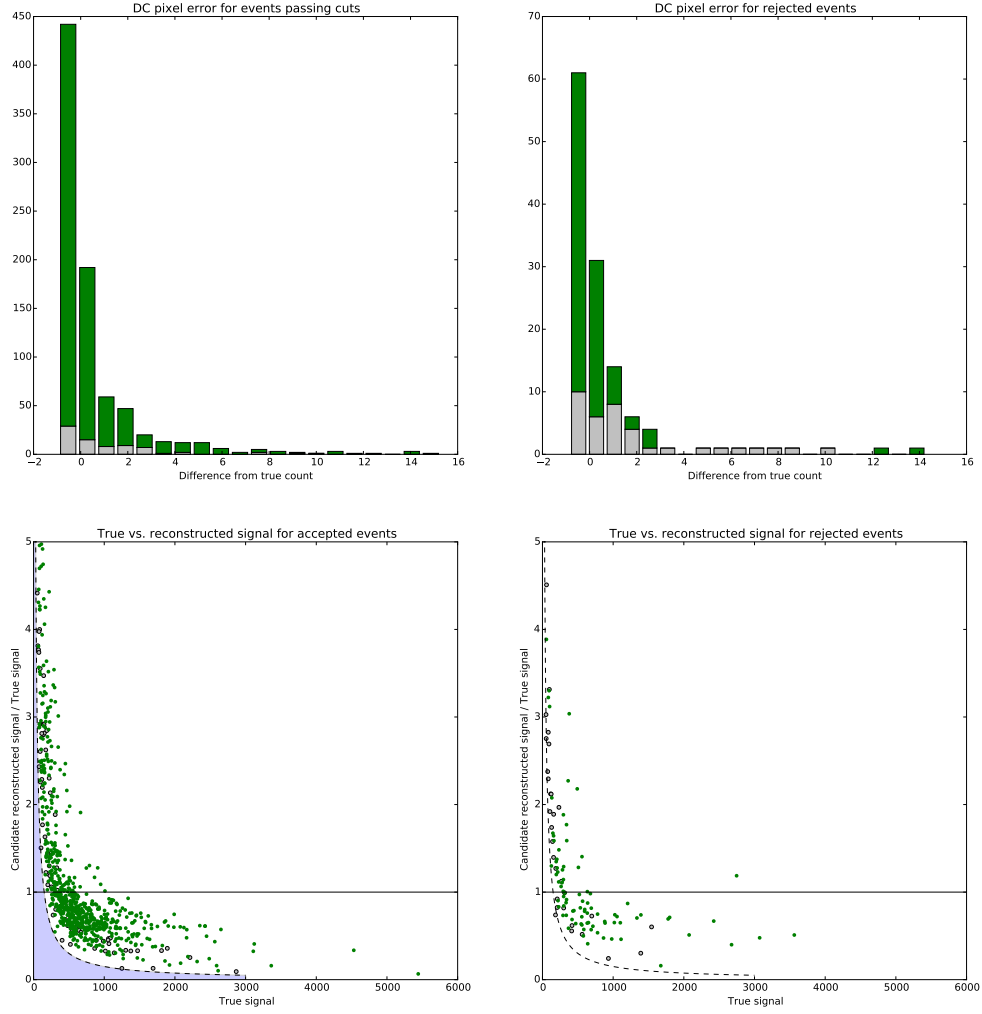 DC pixel error for events passing cuts
450
400
350
300
250
200
150
100
50
0
−2 0 2 4 6 8 10 12 14 16
Difference from true count
DC pixel error for rejected events
70
60
50
40
30
20
10
0
−2 0 2 4 6 8 10 12 14 16
Difference from true count
True vs. reconstructed signal for accepted events
Candidate reconstructed signal / True signal
5
4
3
2
1
0
0 1000 2000 3000 4000 5000 6000
True signal
True vs. reconstructed signal for rejected events
Candidate reconstructed signal / True signal
5
4
3
2
1
0
0 1000 2000 3000 4000 5000 6000
True signal